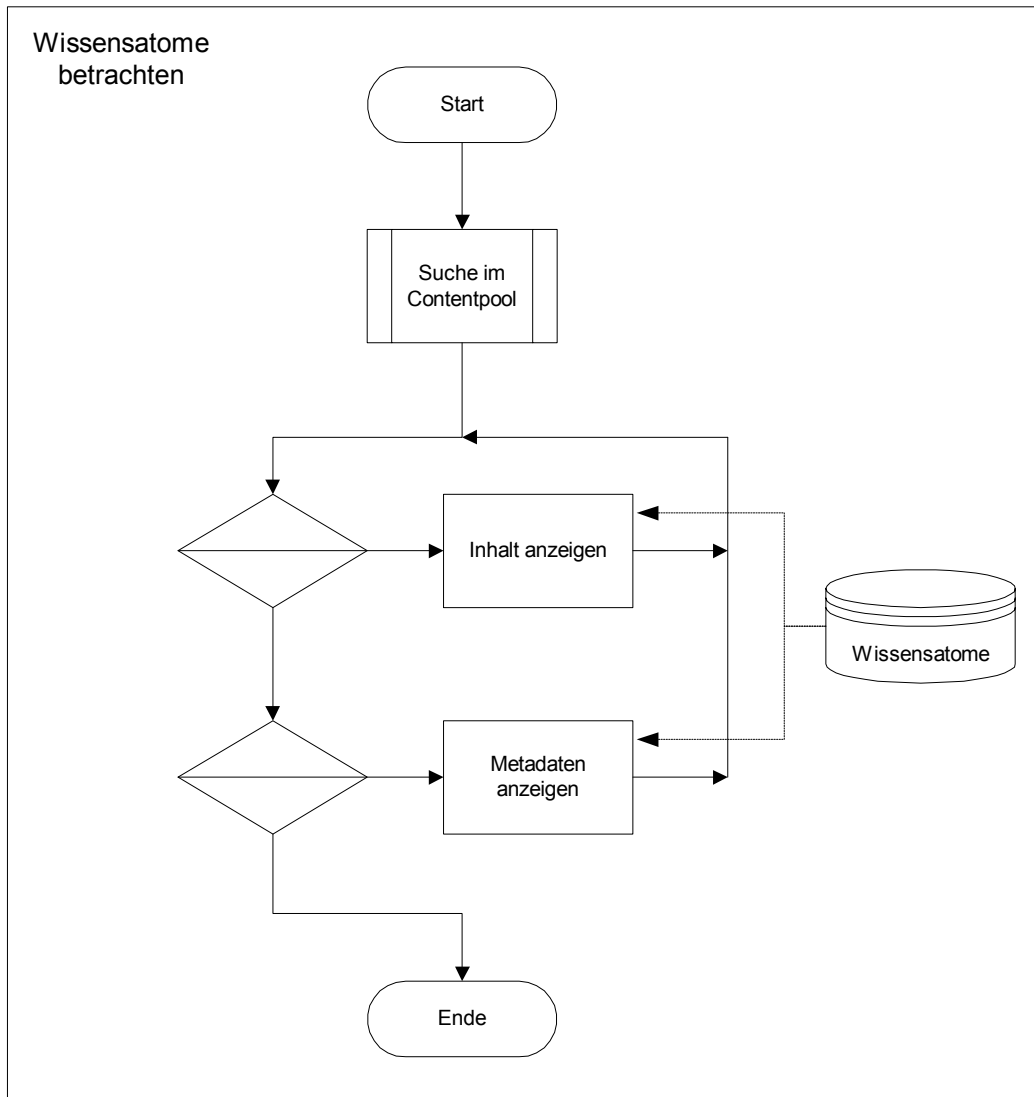 Wissensatome
betrachten
Start
Suche im
Contentpool
Inhalt anzeigen
Wissensatome
Metadaten
anzeigen
Ende